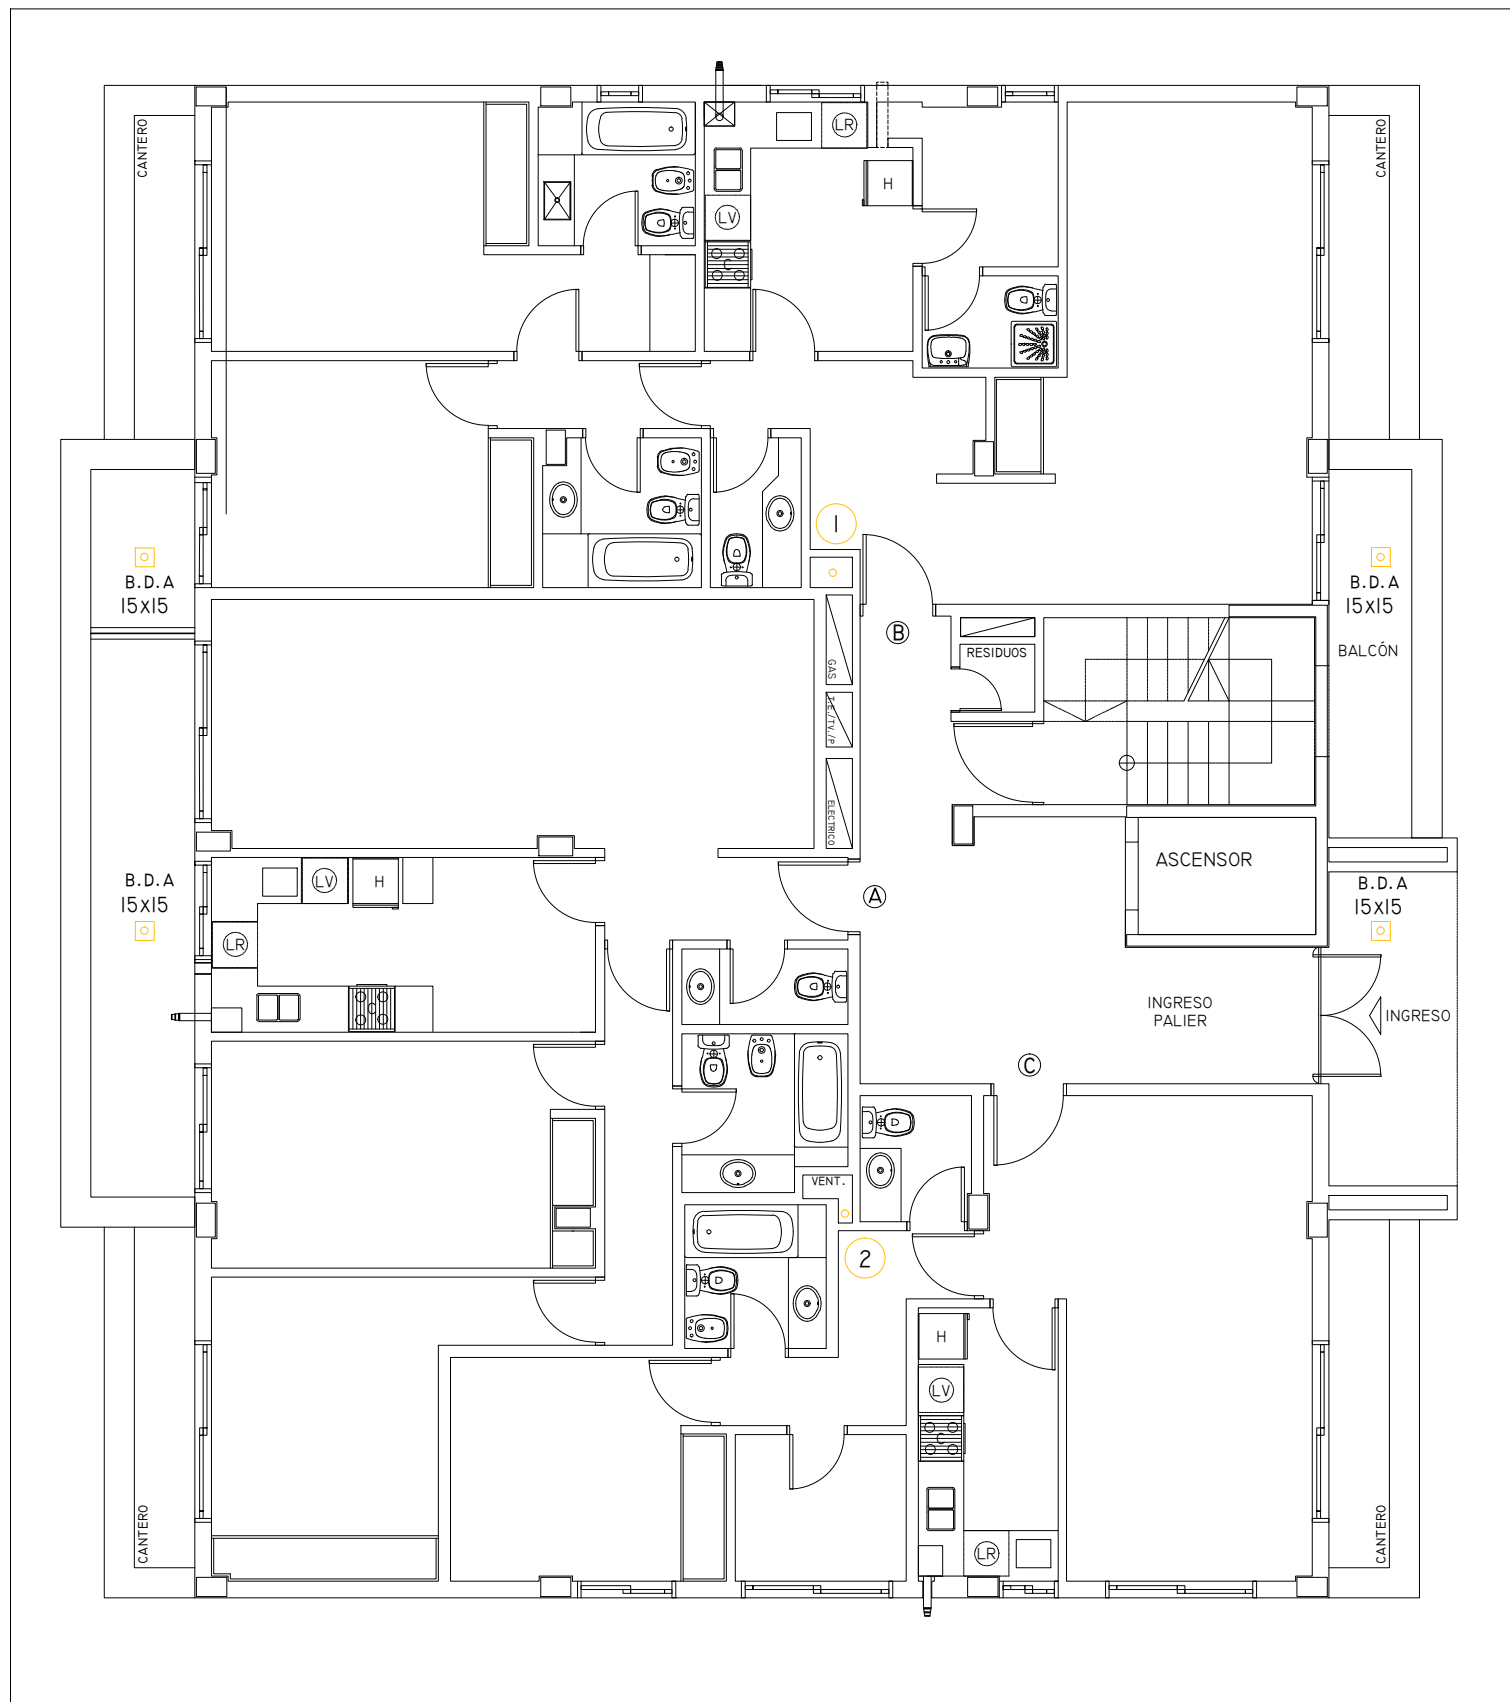 CANTERO
CANTERO
LR
H
LV
C
1
B.D.A
15x15
B.D.A
15x15
B
RESIDUOS
BALCÓN
GAS
T.E./TV./P
ELECTRICO
ASCENSOR
B.D.A
15x15
LV
H
A
B.D.A
15x15
LR
C
INGRESO
PALIER
INGRESO
C
VENT.
2
H
LV
C
CANTERO
LR
CANTERO